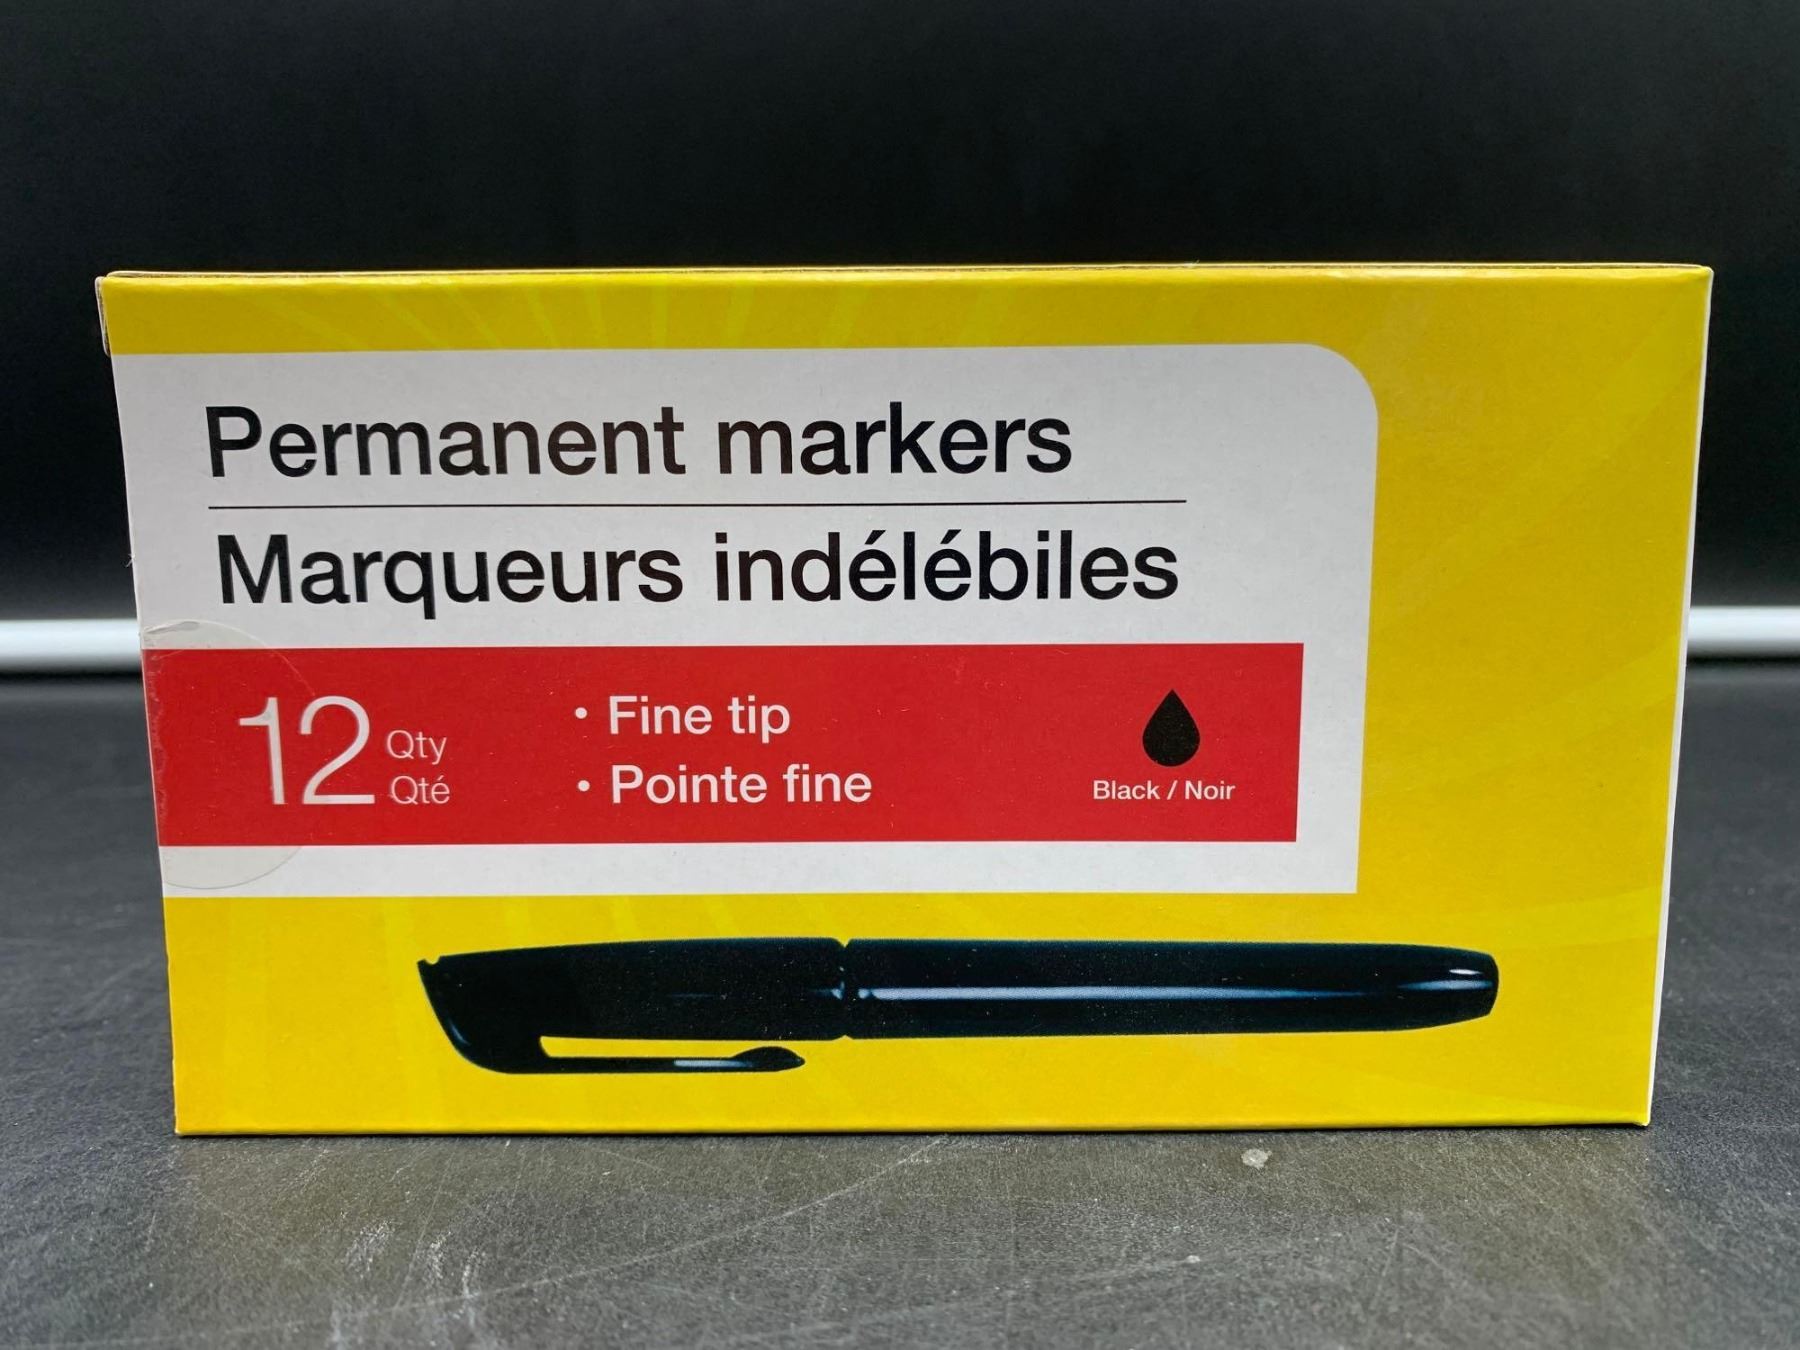 Permanent markers
Marqueurs indélébiles
12 Qty
Qté
• Fine tip
• Pointe fine
Black / Noir